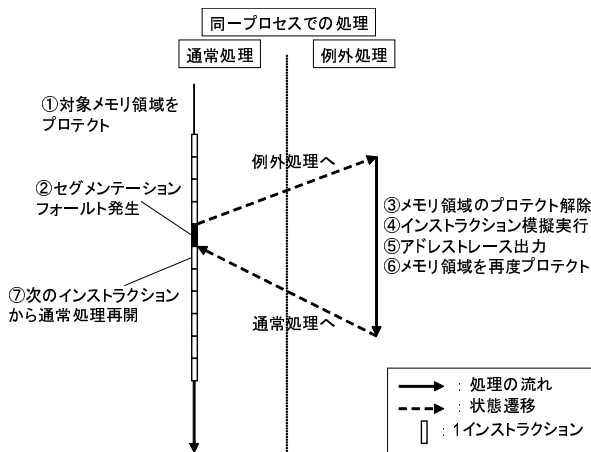 同一プロセスでの処理
通常処理
例外処理
①対象メモリ領域を
プロテクト
例外処理へ
②セグメンテーション
フォールト発生
③メモリ領域のプロテクト解除
④インストラクション模擬実行
⑤アドレストレース出力
⑥メモリ領域を再度プロテクト
⑦次のインストラクション
から通常処理再開
通常処理へ
：処理の流れ
：状態遷移
：1インストラクション